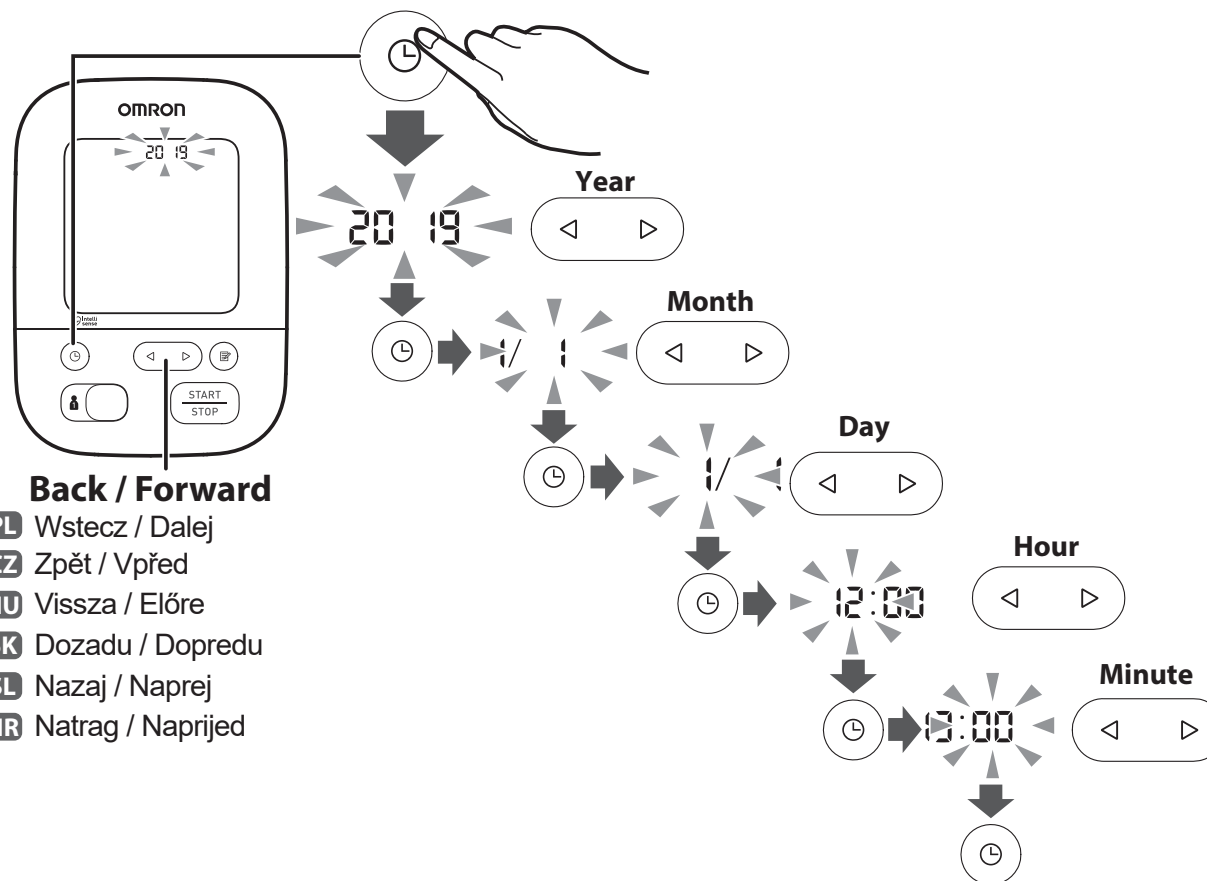 OMRON
20 19
Intelli
sense
START
STOP
20 19
Year
1/ 1
Month
1/ 1
Day
12:00
Hour
13:00
Minute
Back / Forward
PL Wstecz / Dalej
CZ Zpět / Vpřed
HU Vissza / Előre
SK Dozadu / Dopredu
SL Nazaj / Naprej
HR Natrag / Naprijed